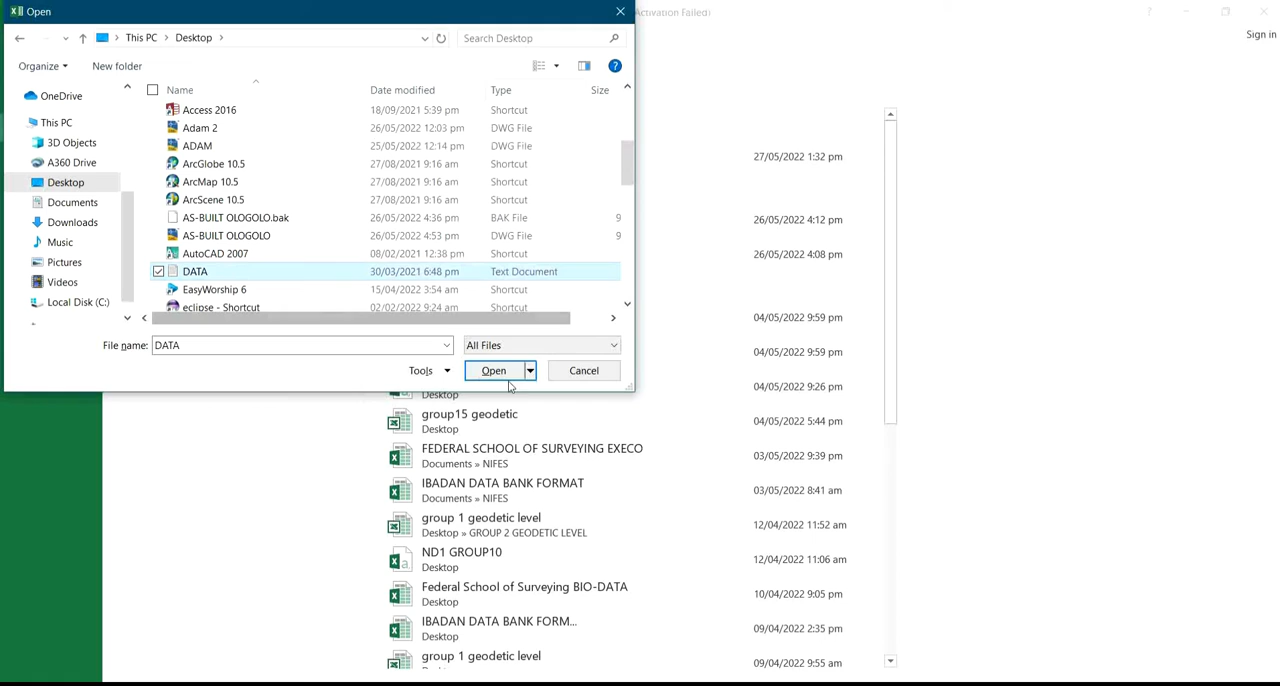 Open
Activation Failed)
Sign in
This PC > Desktop >
Search Desktop
Organize
New folder
?
OneDrive
This PC
3D Objects
A360 Drive
Desktop
Documents
Downloads
Music
Pictures
Videos
Local Disk (C:)
Name Date modified Type Size
Access 2016 18/09/2021 5:39 pm Shortcut
Adam 2 26/05/2022 12:03 pm DWG File
ADAM 25/05/2022 12:14 pm DWG File
ArcGlobe 10.5 27/08/2021 9:16 am Shortcut
ArcMap 10.5 27/08/2021 9:16 am Shortcut
ArcScene 10.5 27/08/2021 9:16 am Shortcut
AS-BUILT OLOGOLO.bak 26/05/2022 4:36 pm BAK File 9
AS-BUILT OLOGOLO 26/05/2022 4:53 pm DWG File 9
AutoCAD 2007 08/02/2021 12:38 pm Shortcut
DATA 30/03/2021 6:48 pm Text Document
EasyWorship 6 15/04/2022 3:54 am Shortcut
eclipse - Shortcut 02/02/2022 9:24 am Shortcut
File name: DATA
All Files
Tools
Open
Cancel
27/05/2022 1:32 pm
26/05/2022 4:12 pm
26/05/2022 4:08 pm
04/05/2022 9:59 pm
04/05/2022 9:59 pm
Desktop
04/05/2022 9:26 pm
group15 geodetic
Desktop
04/05/2022 5:44 pm
FEDERAL SCHOOL OF SURVEYING EXECO
Documents » NIFES
03/05/2022 9:39 pm
IBADAN DATA BANK FORMAT
Documents » NIFES
03/05/2022 8:41 am
group 1 geodetic level
Desktop » GROUP 2 GEODETIC LEVEL
12/04/2022 11:52 am
ND1 GROUP10
Desktop
12/04/2022 11:06 am
Federal School of Surveying BIO-DATA
Desktop
10/04/2022 9:05 pm
IBADAN DATA BANK FORM...
Desktop
09/04/2022 2:35 pm
group 1 geodetic level
09/04/2022 9:55 am